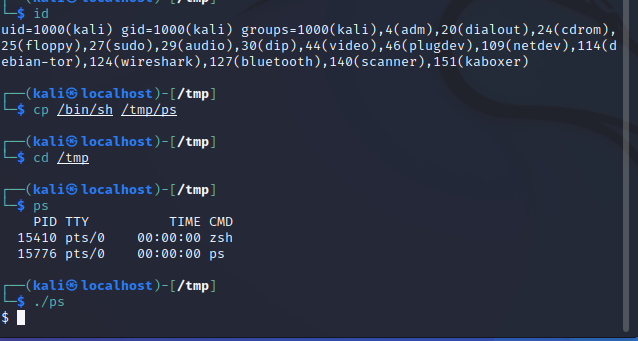 └─$ id
uid=1000(kali) gid=1000(kali) groups=1000(kali),4(adm),20(dialout),24(cdrom),
25(floppy),27(sudo),29(audio),30(dip),44(video),46(plugdev),109(netdev),114(d
ebian-tor),124(wireshark),127(bluetooth),140(scanner),151(kaboxer)
┌──(kali㉿localhost)-[/tmp]
└─$ cp /bin/sh /tmp/ps
┌──(kali㉿localhost)-[/tmp]
└─$ cd /tmp
┌──(kali㉿localhost)-[/tmp]
└─$ ps
    PID TTY          TIME CMD
  15410 pts/0    00:00:00 zsh
  15776 pts/0    00:00:00 ps
┌──(kali㉿localhost)-[/tmp]
└─$ ./ps
$